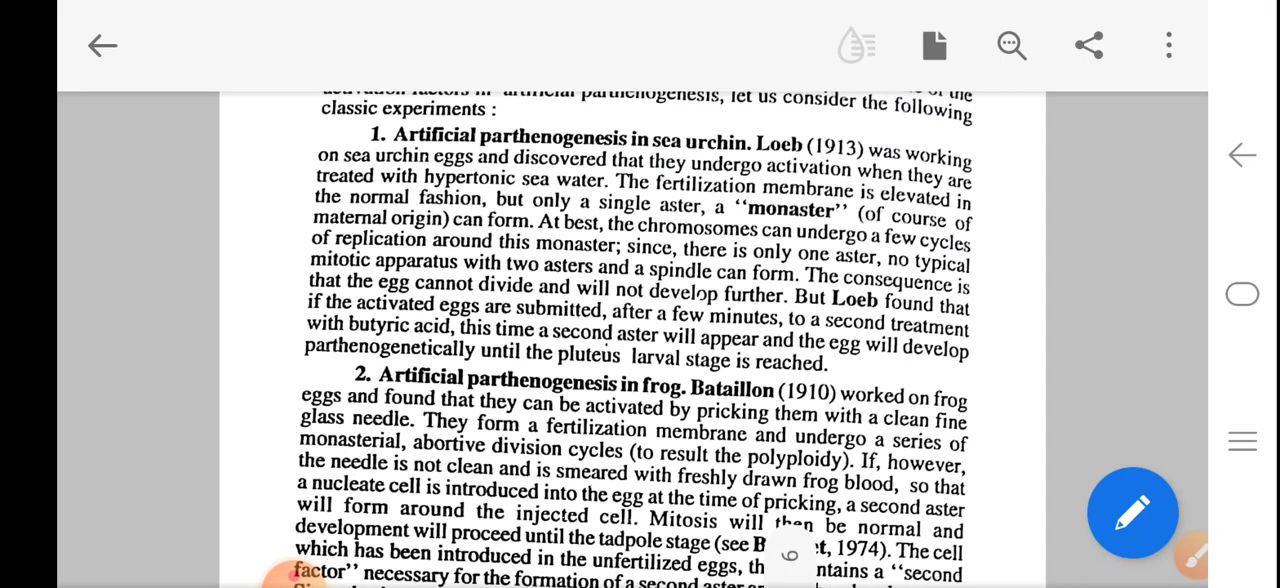 activation factors in artificial parthenogenesis, let us consider the following
classic experiments :
1. Artificial parthenogenesis in sea urchin. Loeb (1913) was working
on sea urchin eggs and discovered that they undergo activation when they are
treated with hypertonic sea water. The fertilization membrane is elevated in
the normal fashion, but only a single aster, a ‘‘monaster’’ (of course of
maternal origin) can form. At best, the chromosomes can undergo a few cycles
of replication around this monaster; since, there is only one aster, no typical
mitotic apparatus with two asters and a spindle can form. The consequence is
that the egg cannot divide and will not develop further. But Loeb found that
if the activated eggs are submitted, after a few minutes, to a second treatment
with butyric acid, this time a second aster will appear and the egg will develop
parthenogenetically until the pluteus larval stage is reached.
2. Artificial parthenogenesis in frog. Bataillon (1910) worked on frog
eggs and found that they can be activated by pricking them with a clean fine
glass needle. They form a fertilization membrane and undergo a series of
monasterial, abortive division cycles (to result the polyploidy). If, however,
the needle is not clean and is smeared with freshly drawn frog blood, so that
a nucleate cell is introduced into the egg at the time of pricking, a second aster
will form around the injected cell. Mitosis will then be normal and
development will proceed until the tadpole stage (see 1974). The cell
which has been introduced in the unfertilized eggs, a ‘‘second
factor’’ necessary for the formation of a second aster